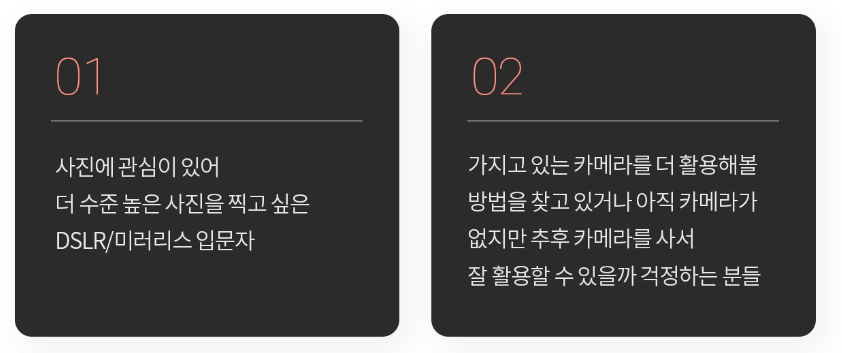 01
사진에 관심이 있어
더 수준 높은 사진을 찍고 싶은
DSLR/미러리스 입문자
02
가지고 있는 카메라를 더 활용해볼
방법을 찾고 있거나 아직 카메라가
없지만 추후 카메라를 사서
잘 활용할 수 있을까 걱정하는 분들